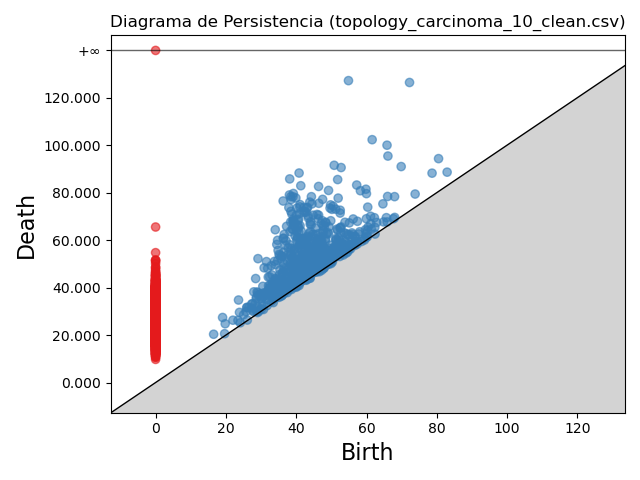 Diagrama de Persistencia (topology_carcinoma_10_clean.csv)
+∞
120.000
100.000
80.000
60.000
40.000
20.000
0.000
Death
0 20 40 60 80 100 120
Birth